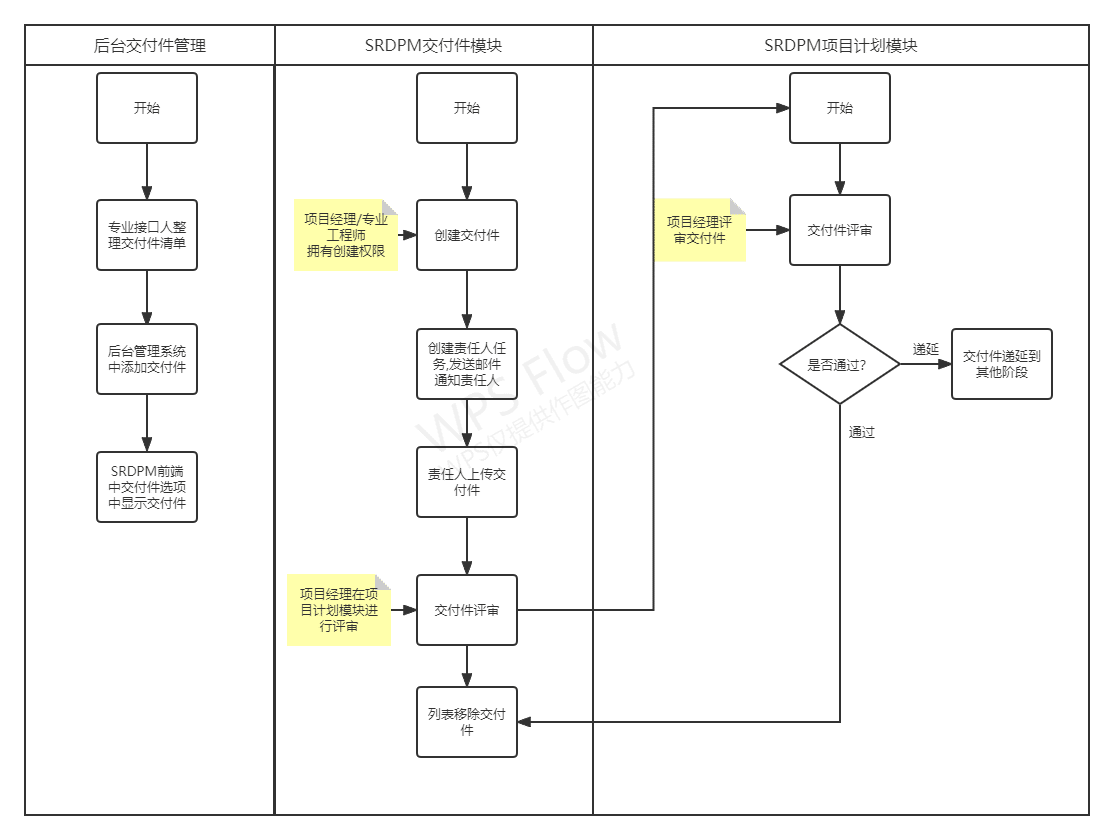 后台交付件管理
SRDPM交付件模块
SRDPM项目计划模块
开始
专业接口人整
理交付件清单
后台管理系统
中添加交付件
SRDPM前端
中交付件选项
中显示交付件
开始
项目经理/专业
工程师
拥有创建权限
创建交付件
创建责任人任
务,发送邮件
通知责任人
责任人上传交
付件
项目经理在项
目计划模块进
行评审
交付件评审
列表移除交付
件
开始
项目经理评
审交付件
交付件评审
是否通过?
递延
交付件递延到
其他阶段
通过
WPS Flow
WPS仅提供作图能力